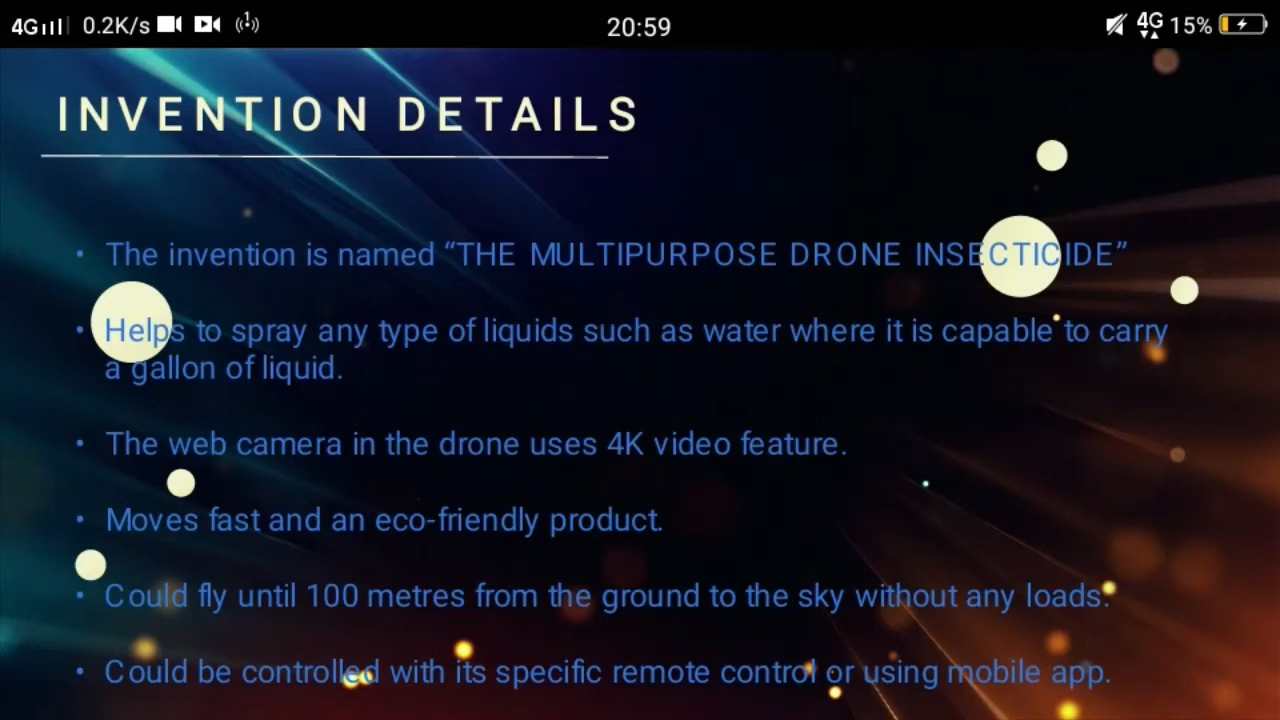 4G 0.2K/s 1 20:59 4G 15%
INVENTION DETAILS
• The invention is named “THE MULTIPURPOSE DRONE INSECTICIDE”
• Helps to spray any type of liquids such as water where it is capable to carry
a gallon of liquid.
• The web camera in the drone uses 4K video feature.
• Moves fast and an eco-friendly product.
• Could fly until 100 metres from the ground to the sky without any loads.
• Could be controlled with its specific remote control or using mobile app.